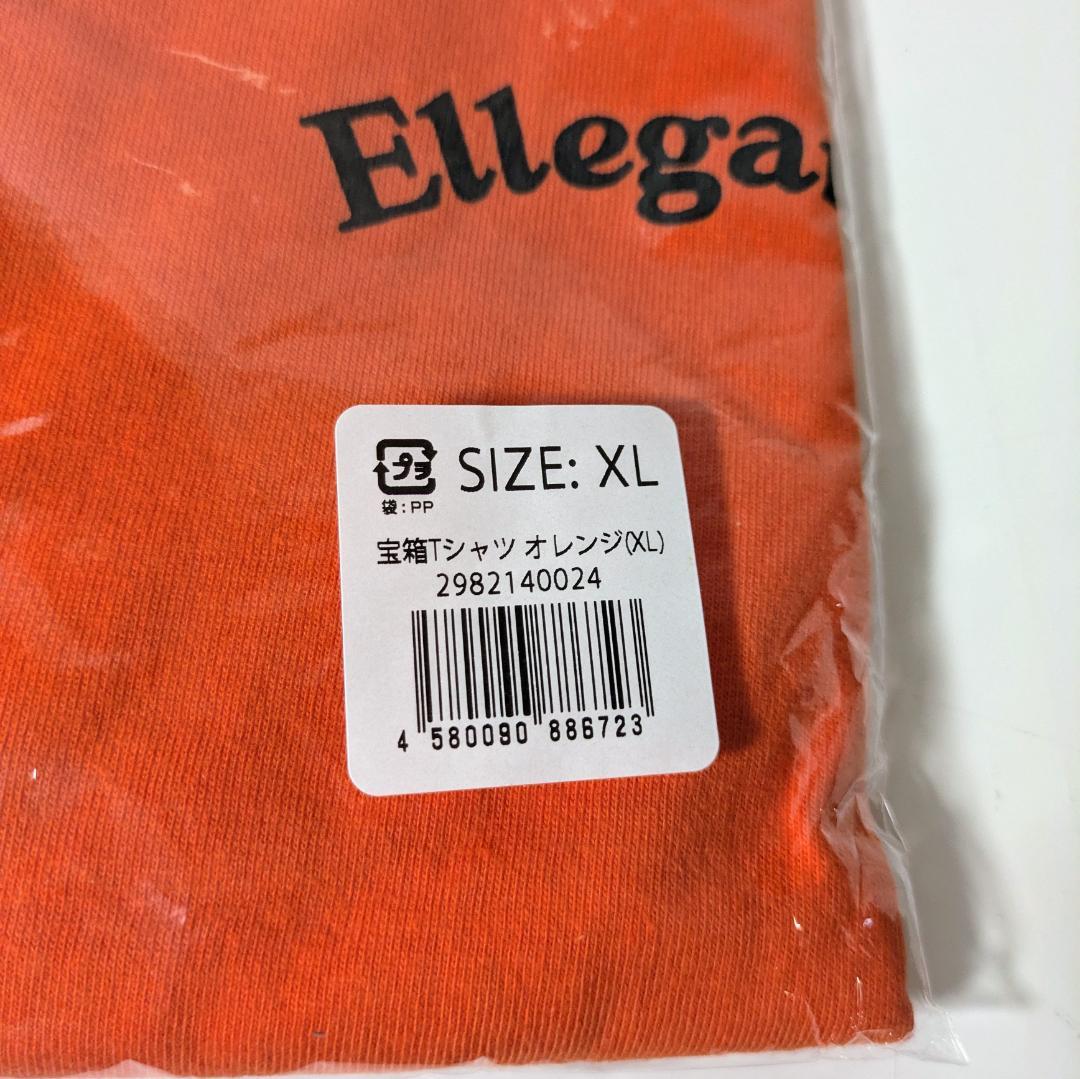 Ellega
プラ
SIZE: XL
袋:PP
宝箱Tシャツ オレンジ(XL)
2982140024
4 580090 886723